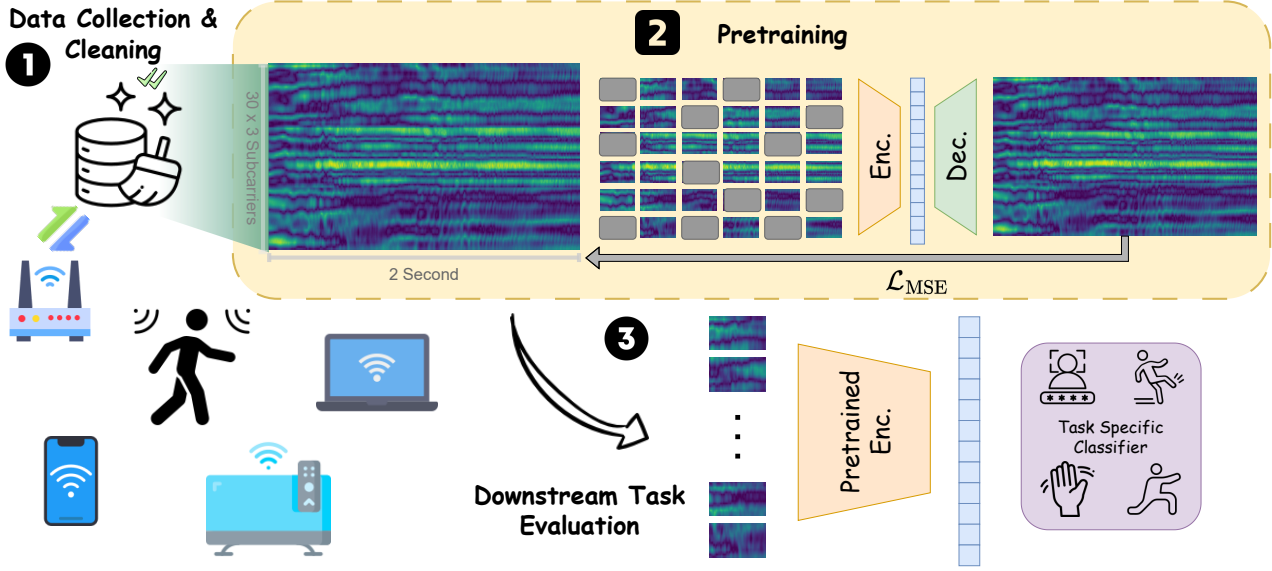 Data Collection &
Cleaning
1
2
Pretraining
30 x 3 Subcarriers
2 Second
Enc.
Dec.
ℒMSE
3
Downstream Task
Evaluation
Pretrained
Enc.
Task Specific
Classifier
****